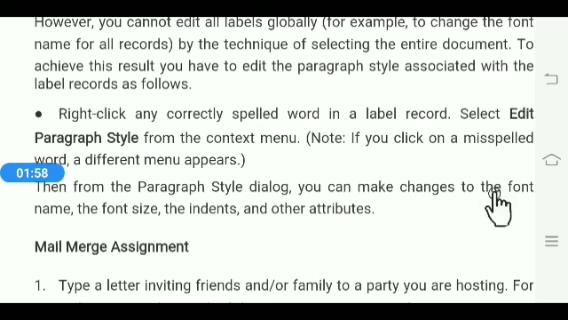 However, you cannot edit all labels globally (for example, to change the font
name for all records) by the technique of selecting the entire document. To
achieve this result you have to edit the paragraph style associated with the
label records as follows.
• Right-click any correctly spelled word in a label record. Select Edit
Paragraph Style from the context menu. (Note: If you click on a misspelled
word, a different menu appears.)
01:58
Then from the Paragraph Style dialog, you can make changes to the font
name, the font size, the indents, and other attributes.
Mail Merge Assignment
1. Type a letter inviting friends and/or family to a party you are hosting. For